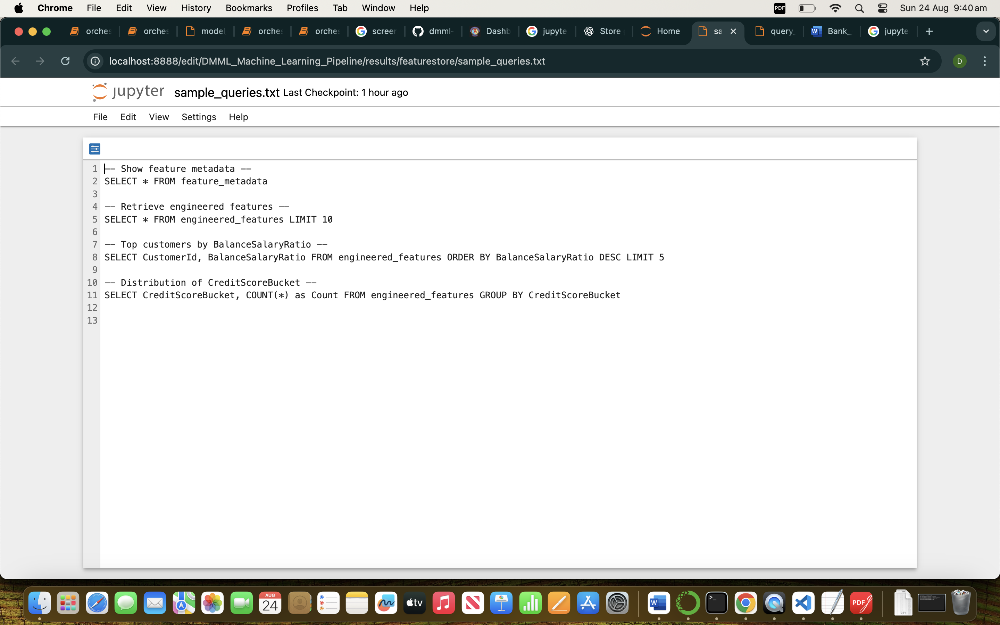 Chrome File Edit View History Bookmarks Profiles Tab Window Help PDF Sun 24 Aug 9:40 am
orches orches model orches orches screen dmml- Dashb jupyte Store Home sa query_ Bank_ jupyte
localhost:8888/edit/DMML_Machine_Learning_Pipeline/results/featurestore/sample_queries.txt D
jupyter sample_queries.txt Last Checkpoint: 1 hour ago
File Edit View Settings Help
1 -- Show feature metadata --
2 SELECT * FROM feature_metadata
3
4 -- Retrieve engineered features --
5 SELECT * FROM engineered_features LIMIT 10
6
7 -- Top customers by BalanceSalaryRatio --
8 SELECT CustomerId, BalanceSalaryRatio FROM engineered_features ORDER BY BalanceSalaryRatio DESC LIMIT 5
9
10 -- Distribution of CreditScoreBucket --
11 SELECT CreditScoreBucket, COUNT(*) as Count FROM engineered_features GROUP BY CreditScoreBucket
12
13
AUG
24
tv
W
PDF
CSV